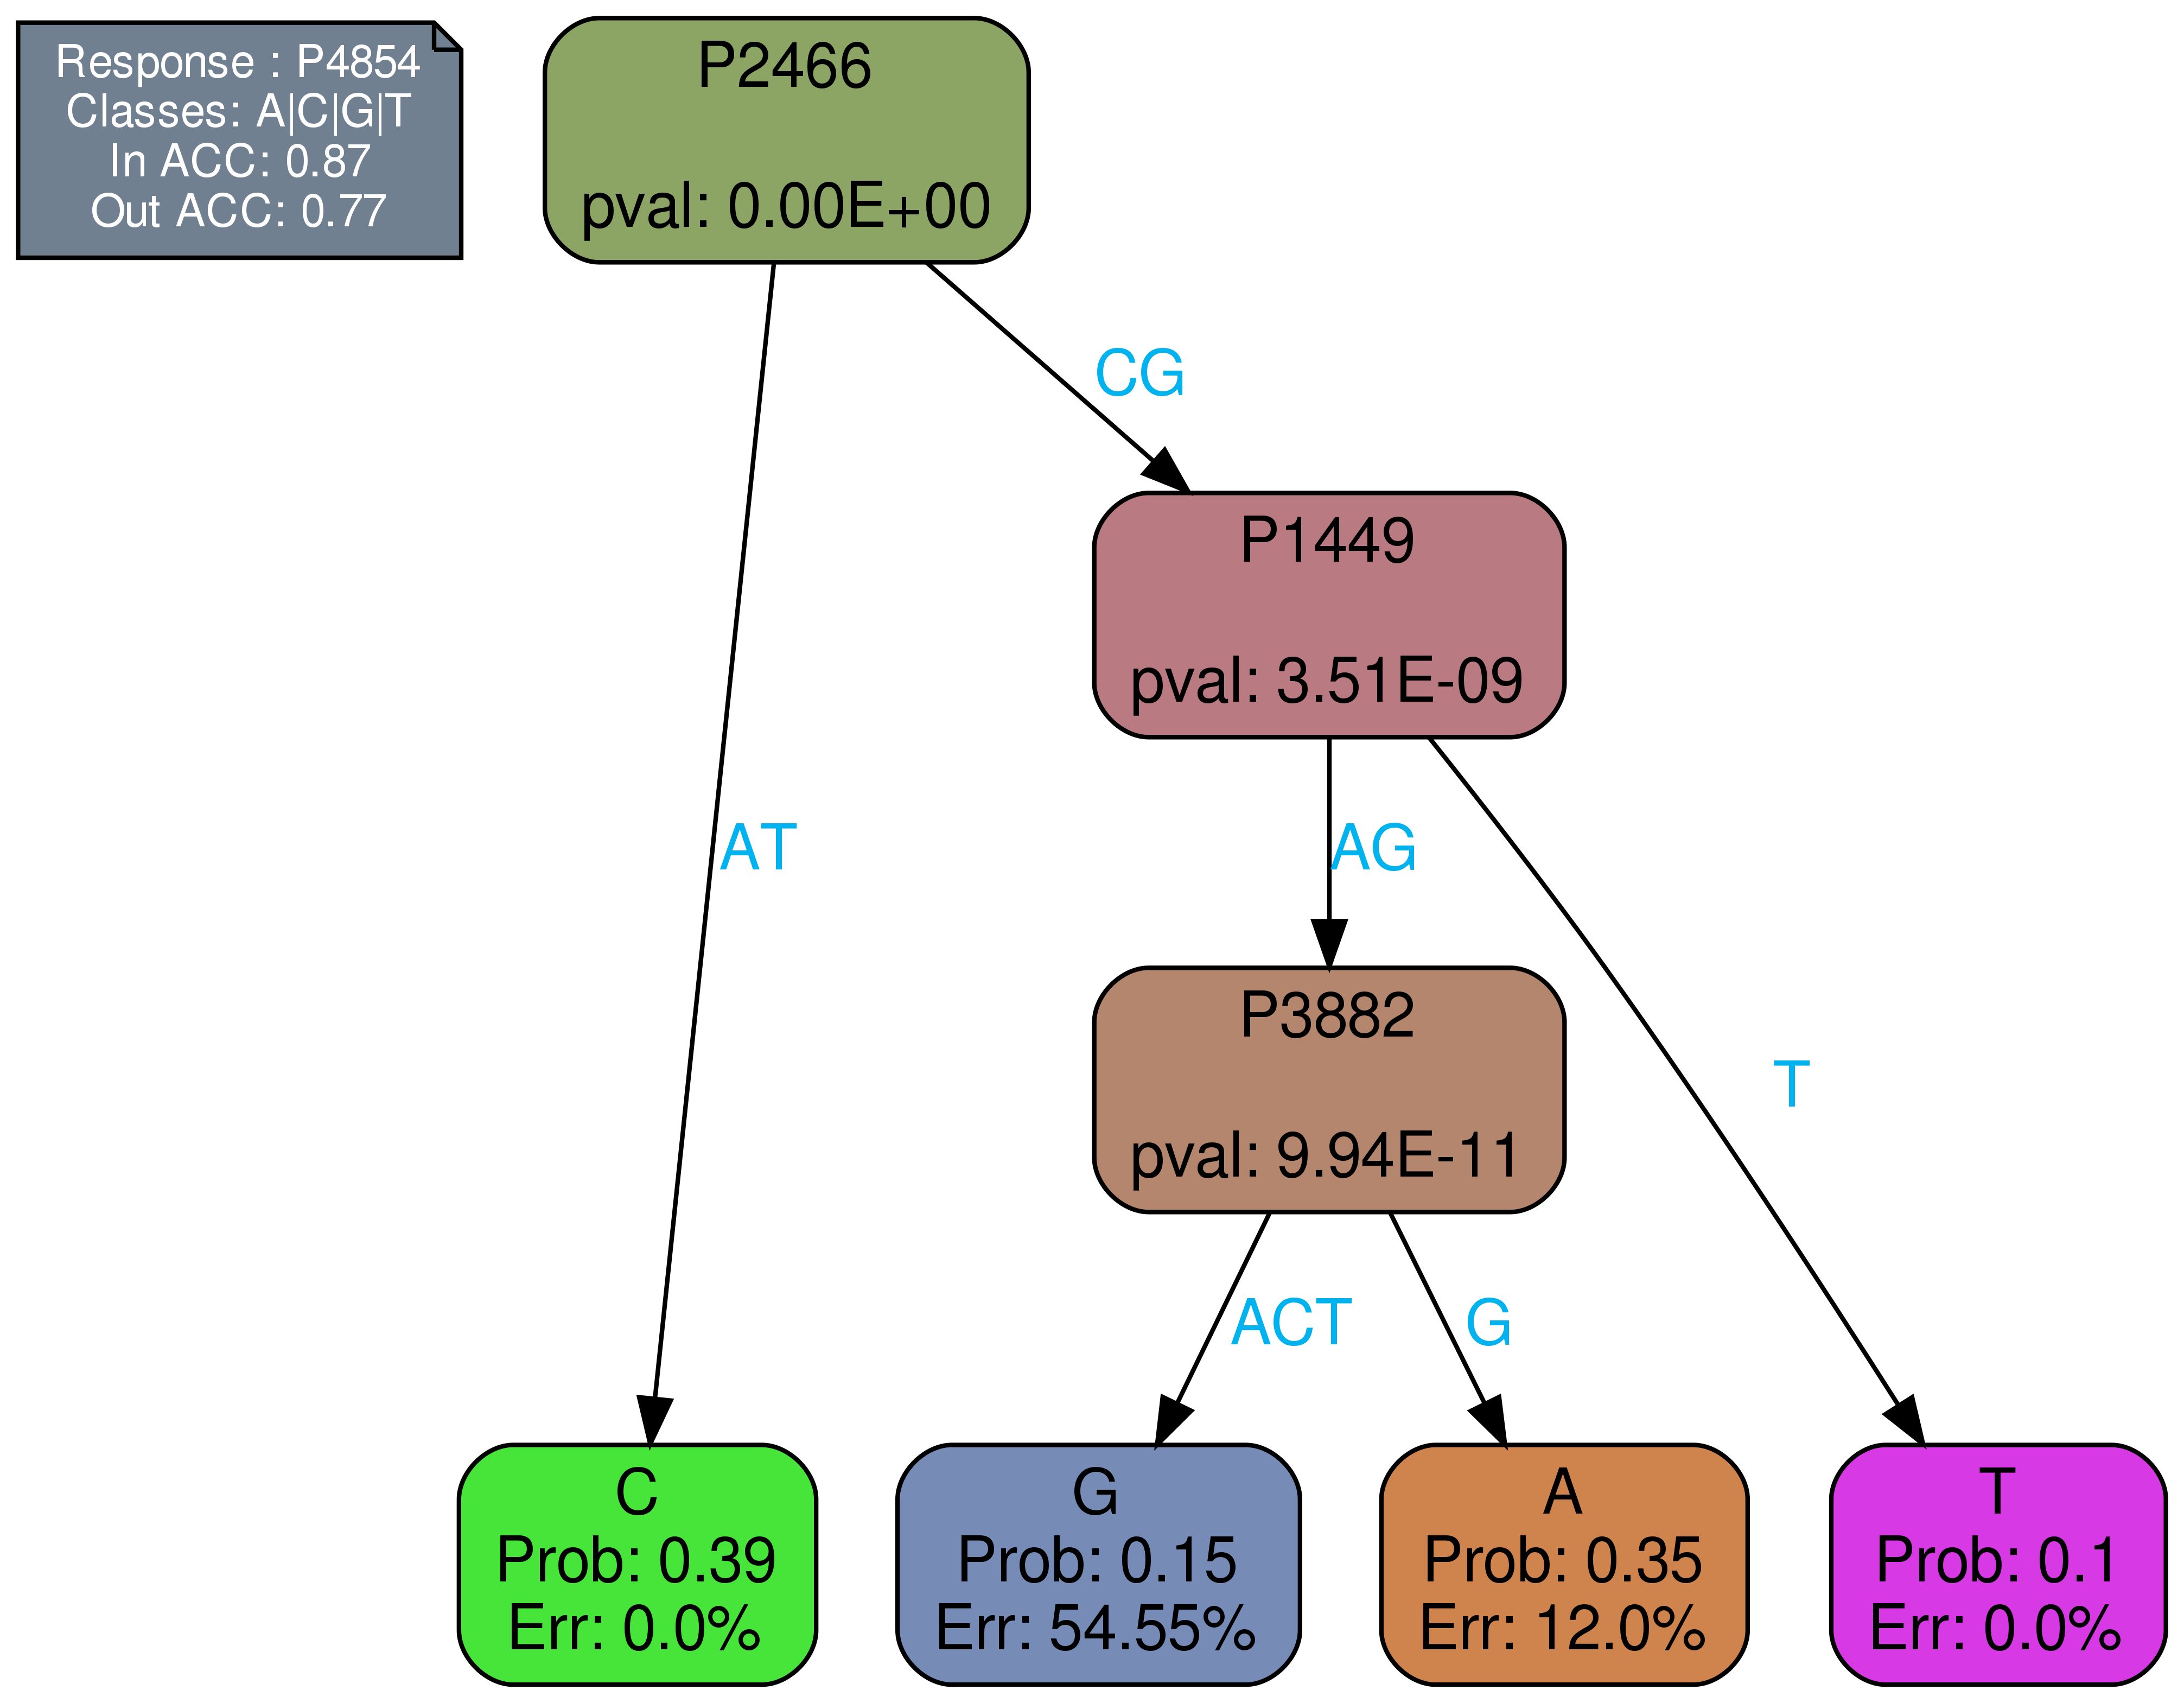 Response : P4854
Classes: A|C|G|T
In ACC: 0.87
Out ACC: 0.77
P2466
pval: 0.00E+00
CG
P1449
pval: 3.51E-09
AT
AG
T
P3882
pval: 9.94E-11
ACT
G
C
Prob: 0.39
Err: 0.0%
G
Prob: 0.15
Err: 54.55%
A
Prob: 0.35
Err: 12.0%
T
Prob: 0.1
Err: 0.0%